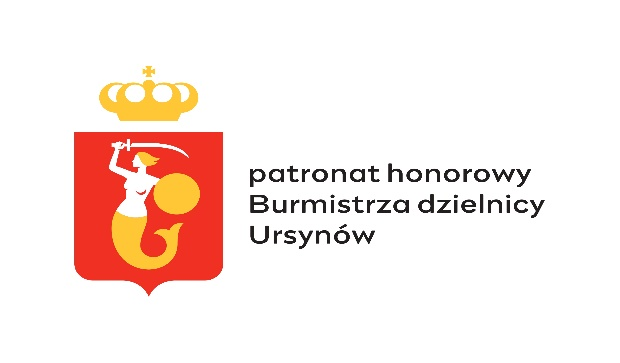 patronat honorowy
Burmistrza dzielnicy
Ursynów